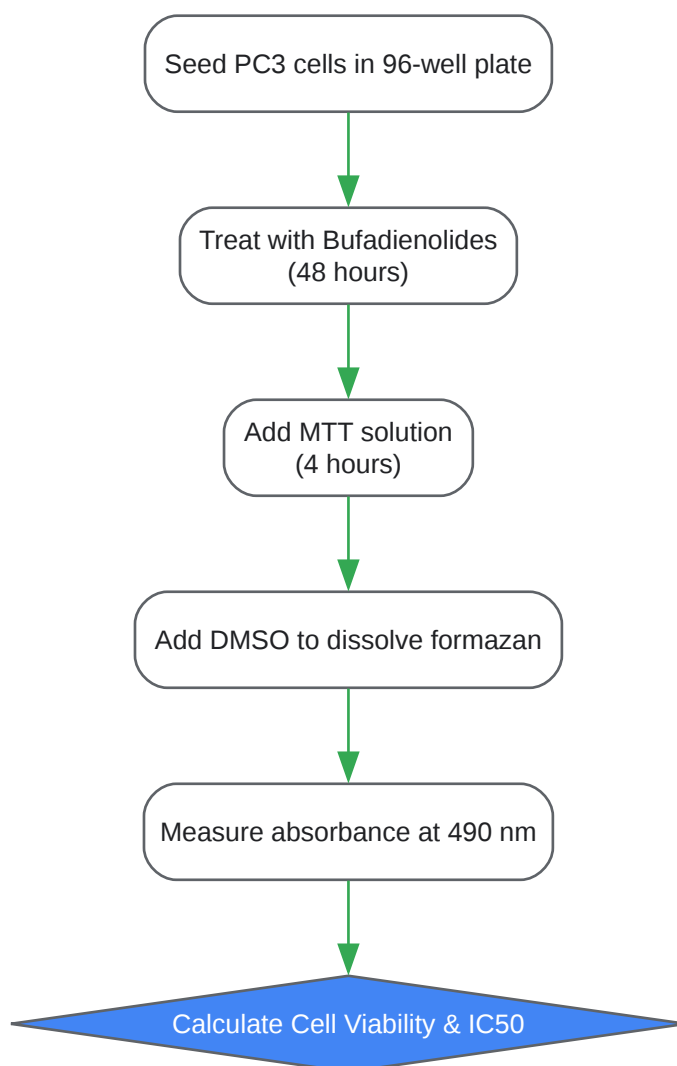 Seed PC3 cells in 96-well plate
Treat with Bufadienolides
(48 hours)
Add MTT solution
(4 hours)
Add DMSO to dissolve formazan
Measure absorbance at 490 nm
Calculate Cell Viability & IC50